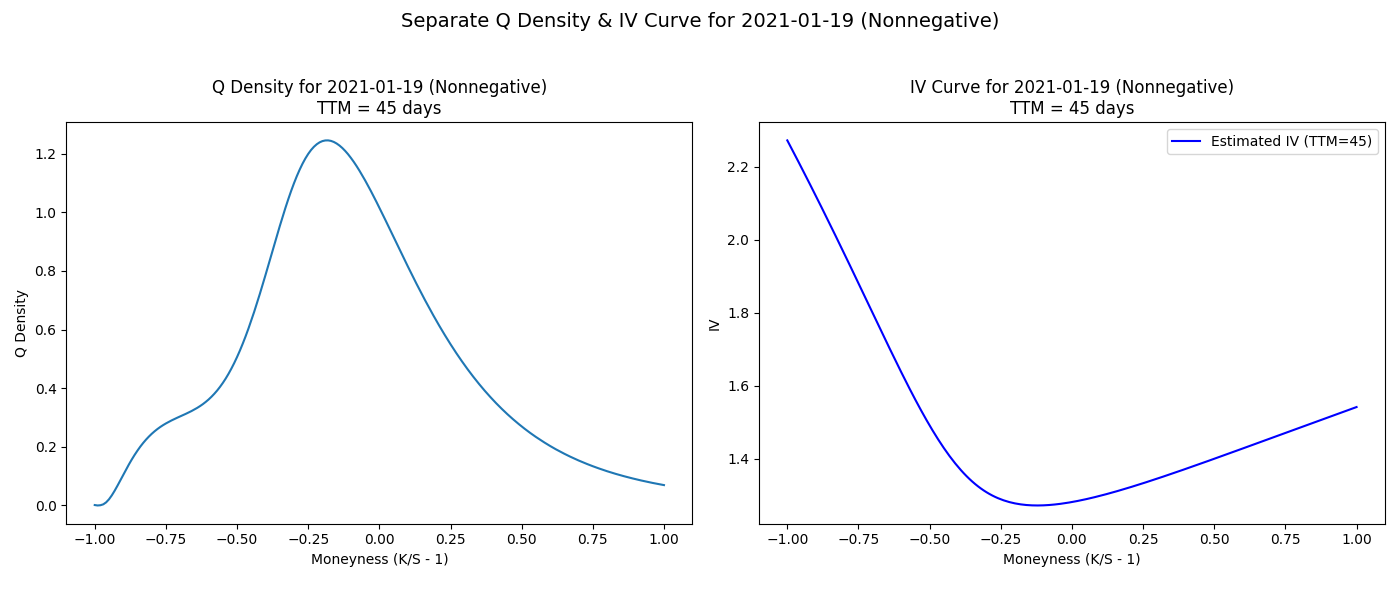 Separate Q Density & IV Curve for 2021-01-19 (Nonnegative)
Q Density for 2021-01-19 (Nonnegative)
TTM = 45 days
1.2
1.0
0.8
0.6
0.4
0.2
0.0
Q Density
−1.00 −0.75 −0.50 −0.25 0.00 0.25 0.50 0.75 1.00
Moneyness (K/S - 1)
IV Curve for 2021-01-19 (Nonnegative)
TTM = 45 days
Estimated IV (TTM=45)
2.2
2.0
1.8
1.6
1.4
IV
−1.00 −0.75 −0.50 −0.25 0.00 0.25 0.50 0.75 1.00
Moneyness (K/S - 1)